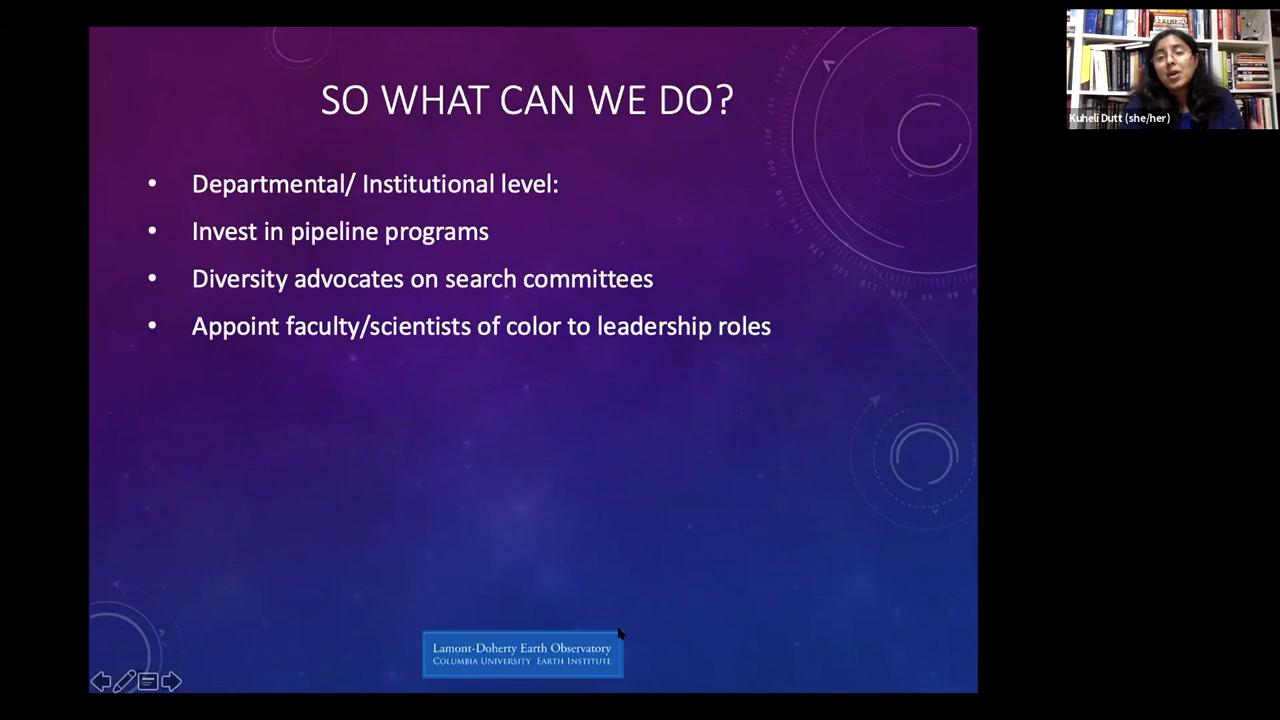 SO WHAT CAN WE DO?
• Departmental/ Institutional level:
• Invest in pipeline programs
• Diversity advocates on search committees
• Appoint faculty/scientists of color to leadership roles
Lamont-Doherty Earth Observatory
COLUMBIA UNIVERSITY EARTH INSTITUTE
Kuheli Dutt (she/her)